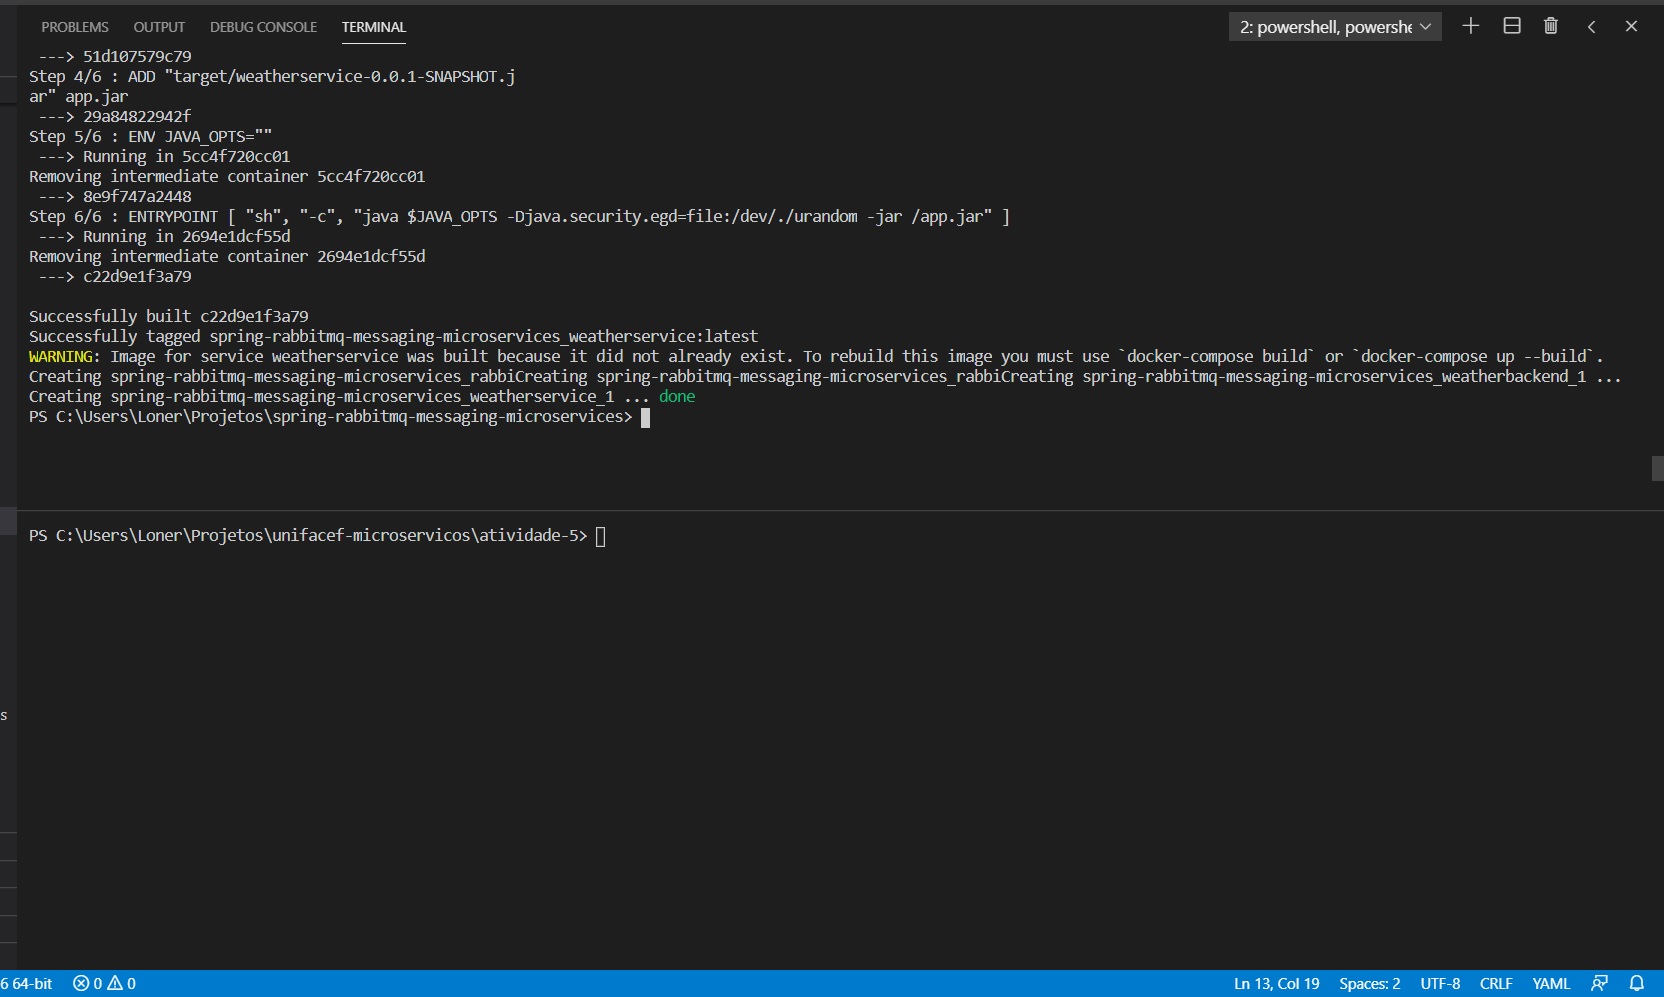 PROBLEMS OUTPUT DEBUG CONSOLE TERMINAL 2: powershell, powershe
---> 51d107579c79
Step 4/6 : ADD "target/weatherservice-0.0.1-SNAPSHOT.j
ar" app.jar
---> 29a84822942f
Step 5/6 : ENV JAVA_OPTS=""
---> Running in 5cc4f720cc01
Removing intermediate container 5cc4f720cc01
---> 8e9f747a2448
Step 6/6 : ENTRYPOINT [ "sh", "-c", "java $JAVA_OPTS -Djava.security.egd=file:/dev/./urandom -jar /app.jar" ]
---> Running in 2694e1dcf55d
Removing intermediate container 2694e1dcf55d
---> c22d9e1f3a79
Successfully built c22d9e1f3a79
Successfully tagged spring-rabbitmq-messaging-microservices_weatherservice:latest
WARNING: Image for service weatherservice was built because it did not already exist. To rebuild this image you must use `docker-compose build` or `docker-compose up --build`.
Creating spring-rabbitmq-messaging-microservices_rabbiCreating spring-rabbitmq-messaging-microservices_rabbiCreating spring-rabbitmq-messaging-microservices_weatherbackend_1 ...
Creating spring-rabbitmq-messaging-microservices_weatherservice_1 ... done
PS C:\Users\Loner\Projetos\spring-rabbitmq-messaging-microservices>
PS C:\Users\Loner\Projetos\unifacef-microservicos\atividade-5>
s
6 64-bit 0 0 Ln 13, Col 19 Spaces: 2 UTF-8 CRLF YAML